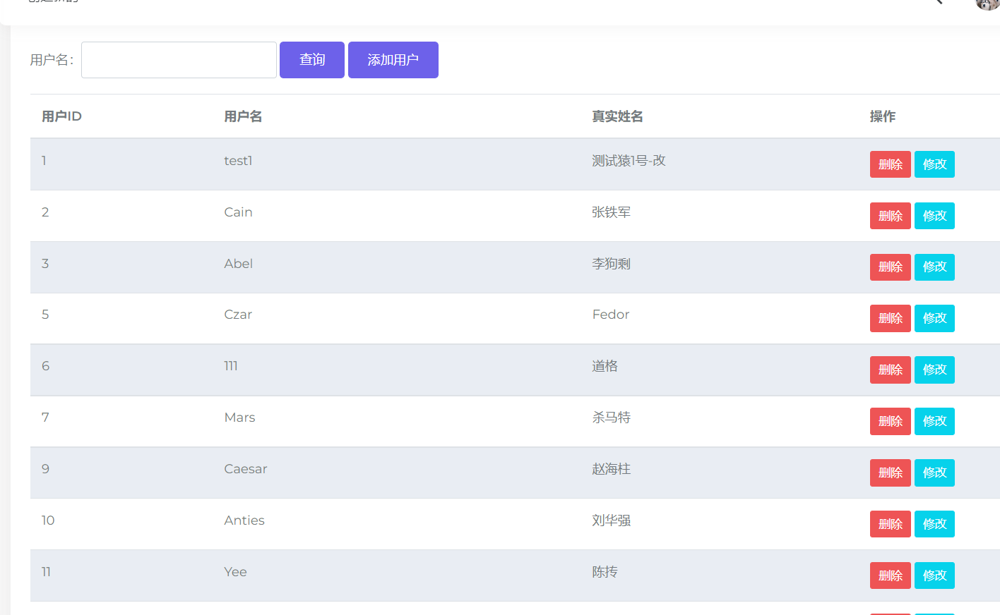 用户名： 查询 添加用户
用户ID 用户名 真实姓名 操作
1 test1 测试猿1号-改 删除 修改
2 Cain 张铁军 删除 修改
3 Abel 李狗剩 删除 修改
5 Czar Fedor 删除 修改
6 111 道格 删除 修改
7 Mars 杀马特 删除 修改
9 Caesar 赵海柱 删除 修改
10 Anties 刘华强 删除 修改
11 Yee 陈抟 删除 修改